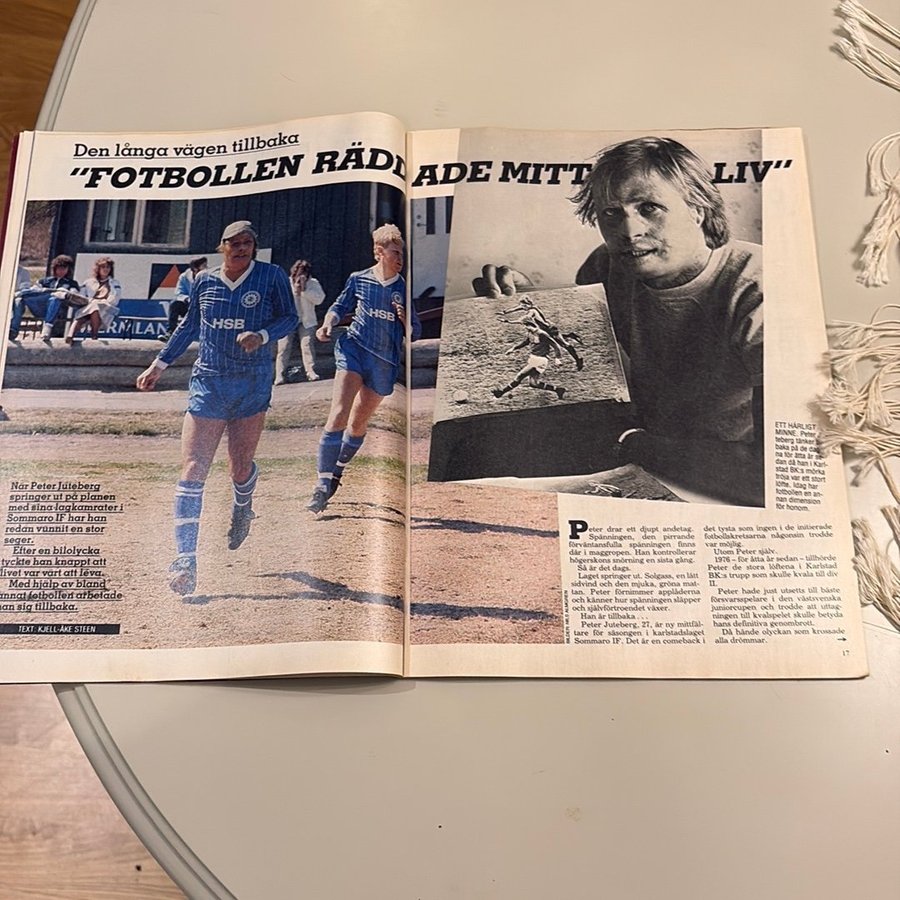 Den långa vägen tillbaka
"FOTBOLLEN RÄDDADE MITT LIV"
HSB
HSB
När Peter Juteberg
springer ut på planen
med sina lagkamrater i
Sommaro IF har han
redan vunnit en stor
seger.
Efter en bilolycka
tyckte han knappt att
livet var värt att leva.
Med hjälp av bland
annat fotbollen arbetade
han sig tillbaka.
TEXT: KJELL-ÅKE STEEN
ETT HÄRLIGT
MINNE. Peter
tänker
baka på de
na för åtta år se-
dan då han i Karl-
stad BK:s mörka
tröja var ett stort
löfte. Idag har
fotbollen en an-
nan dimension
för honom.
Peter drar ett djupt andetag.
Spänningen, den pirrande
förväntansfulla spänningen finns
där i maggropen. Han kontrollerar
högerskons snörning en sista gång.
Så är det dags.
Laget springer ut. Solgass, en lätt
sidvind och den mjuka, gröna mat-
tan. Peter förnimmer applåderna
och känner hur spänningen släpper
och självförtroendet växer.
Han är tillbaka . . .
Peter Juteberg, 27, är ny mittfäl-
tare för säsongen i karlstadslaget
Sommaro IF. Det är en comeback i
det tysta som ingen i de initierade
fotbollskretsarna någonsin trodde
var möjlig.
Utom Peter själv.
1976 – för åtta år sedan – tillhörde
Peter de stora löftena i Karlstad
BK:s trupp som skulle kvala till div
II.
Peter hade just utsetts till bäste
försvarsspelare i den västsvenska
juniorcupen och trodde att uttag-
ningen till kvalspelet skulle betyda
hans definitiva genombrott.
Då hände olyckan som krossade
alla drömmar.
17